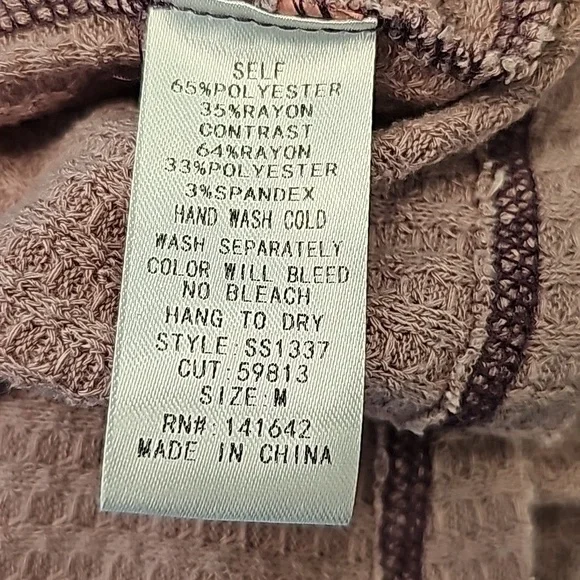 SELF
65%POLYESTER
35%RAYON
CONTRAST
64%RAYON
33%POLYESTER
3%SPANDEX
HAND WASH COLD
WASH SEPARATELY
COLOR WILL BLEED
NO BLEACH
HANG TO DRY
STYLE:SS1337
CUT:59813
SIZE:M
RN#: 141642
MADE IN CHINA